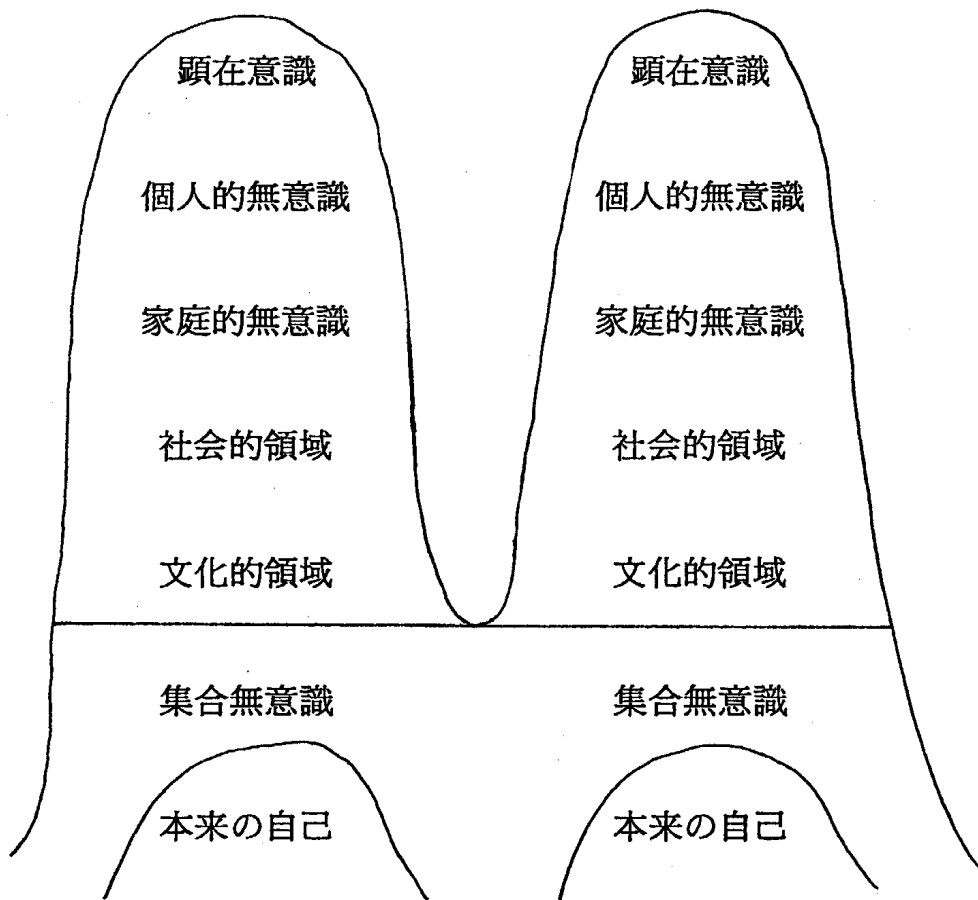 顕在意識
個人的無意識
家庭的無意識
社会的領域
文化的領域
集合無意識
本来の自己
顕在意識
個人的無意識
家庭的無意識
社会的領域
文化的領域
集合無意識
本来の自己